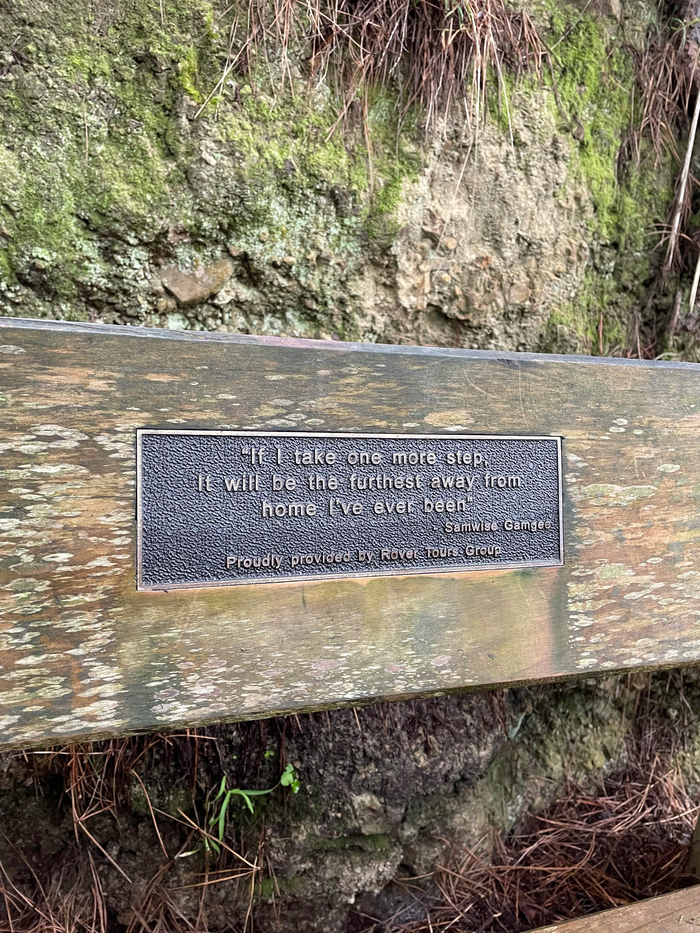 "If I take one more step,
It will be the furthest away from
home I've ever been"
- Samwise Gamgee
Proudly provided by Rover Tours Group